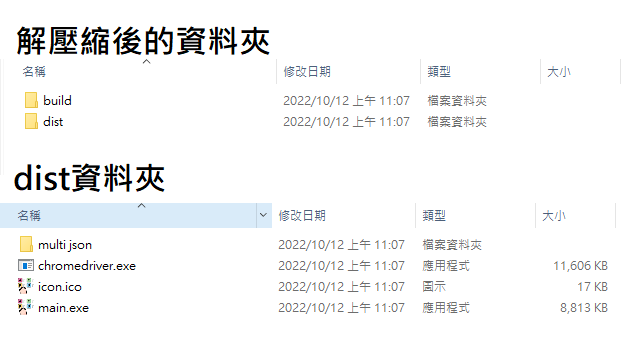 解壓縮後的資料夾
名稱 修改日期 類型 大小
build 2022/10/12 上午 11:07 檔案資料夾
dist 2022/10/12 上午 11:07 檔案資料夾
dist資料夾
名稱 修改日期 類型 大小
multi json 2022/10/12 上午 11:07 檔案資料夾
chromedriver.exe 2022/10/12 上午 11:07 應用程式 11,606 KB
icon.ico 2022/10/12 上午 11:07 圖示 17 KB
main.exe 2022/10/12 上午 11:07 應用程式 8,813 KB